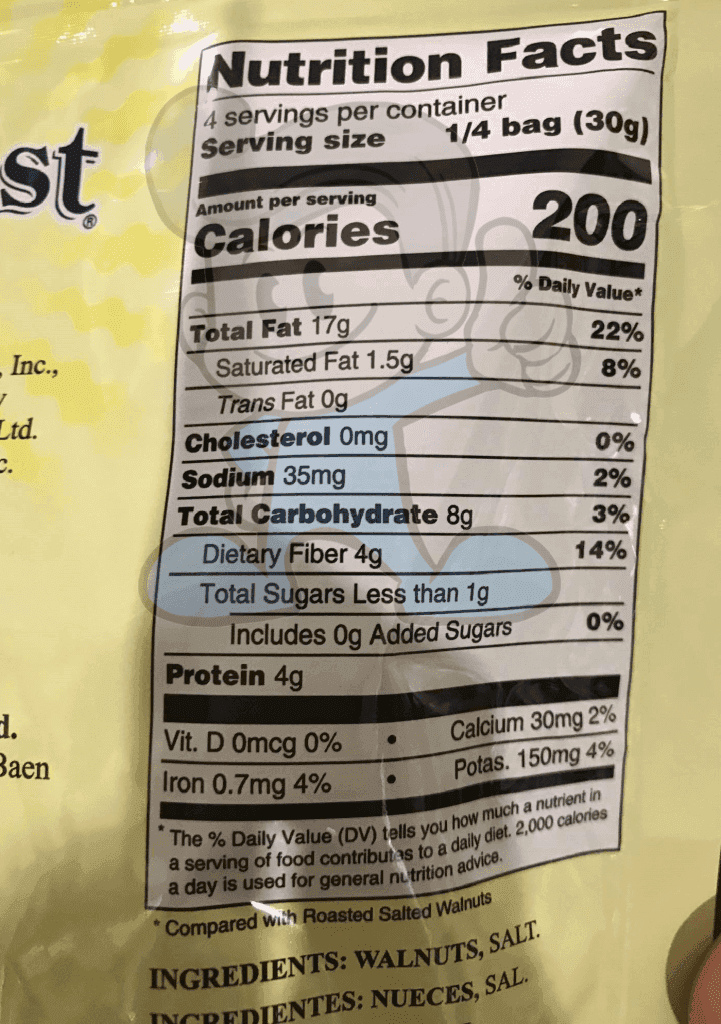 st®
, Inc.,
y
Ltd.
c.
d.
Baen
Nutrition Facts
4 servings per container
Serving size 1/4 bag (30g)
Amount per serving
Calories 200
% Daily Value*
Total Fat 17g 22%
Saturated Fat 1.5g 8%
Trans Fat 0g
Cholesterol 0mg 0%
Sodium 35mg 2%
Total Carbohydrate 8g 3%
Dietary Fiber 4g 14%
Total Sugars Less than 1g
Includes 0g Added Sugars 0%
Protein 4g
Vit. D 0mcg 0% • Calcium 30mg 2%
Iron 0.7mg 4% • Potas. 150mg 4%
* The % Daily Value (DV) tells you how much a nutrient in
a serving of food contributes to a daily diet. 2,000 calories
a day is used for general nutrition advice.
* Compared with Roasted Salted Walnuts
INGREDIENTS: WALNUTS, SALT.
INGREDIENTES: NUECES, SAL.